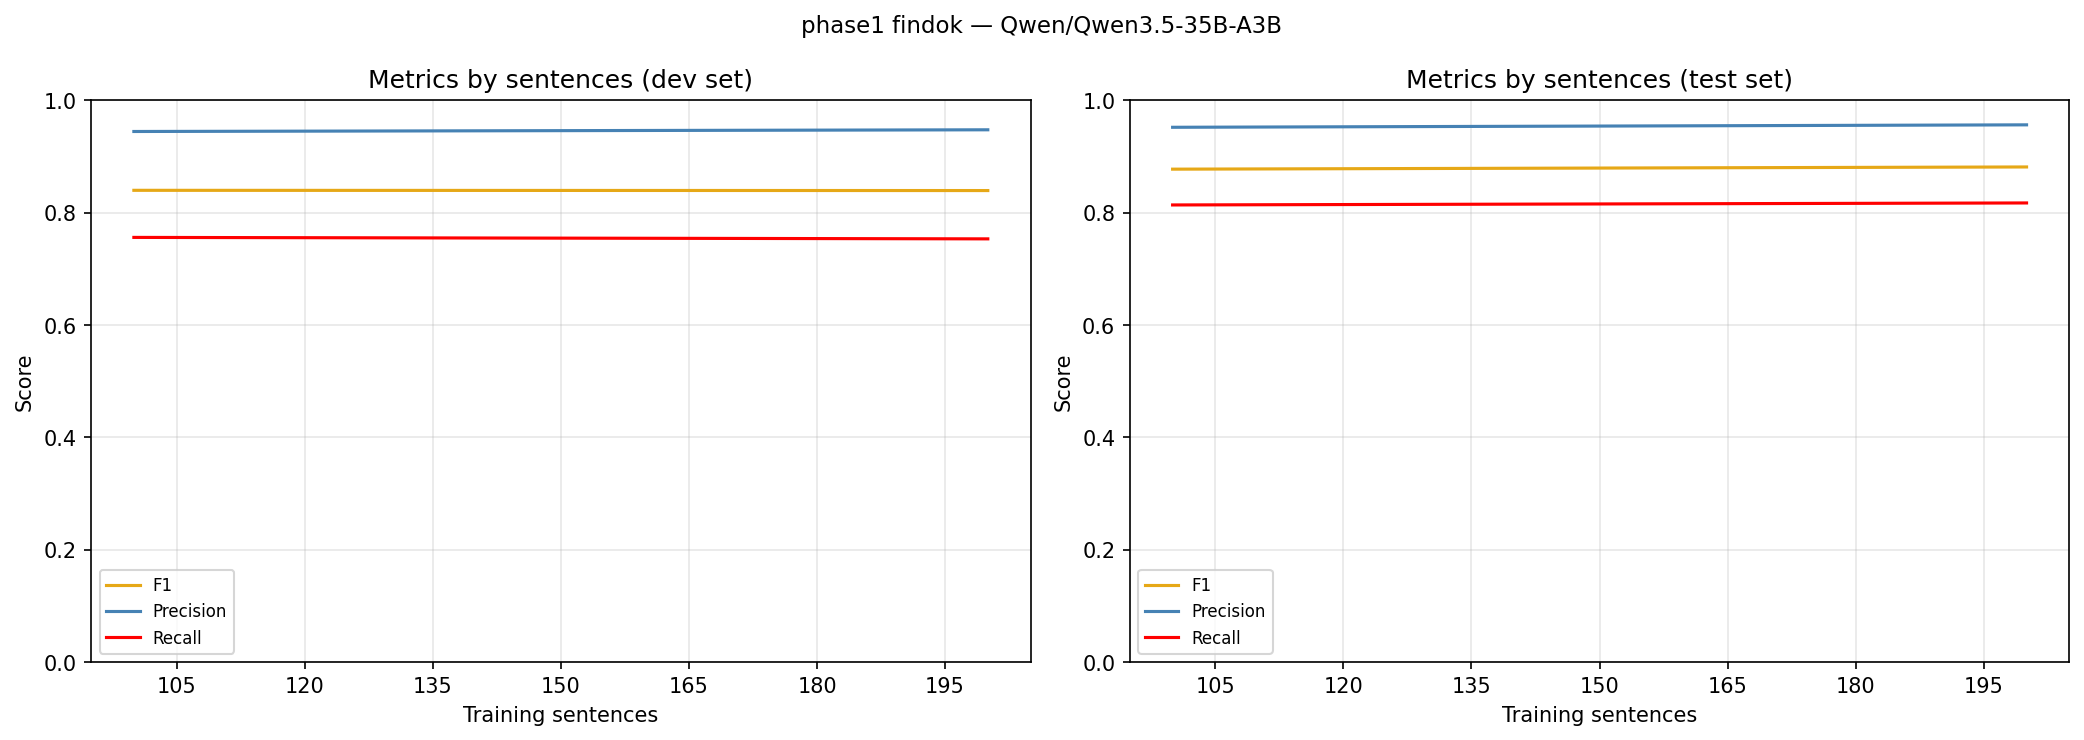 phase1 findok — Qwen/Qwen3.5-35B-A3B
Metrics by sentences (dev set)
1.0
0.8
0.6
0.4
0.2
0.0
Score
F1
Precision
Recall
105 120 135 150 165 180 195
Training sentences
Metrics by sentences (test set)
1.0
0.8
0.6
0.4
0.2
0.0
Score
F1
Precision
Recall
105 120 135 150 165 180 195
Training sentences